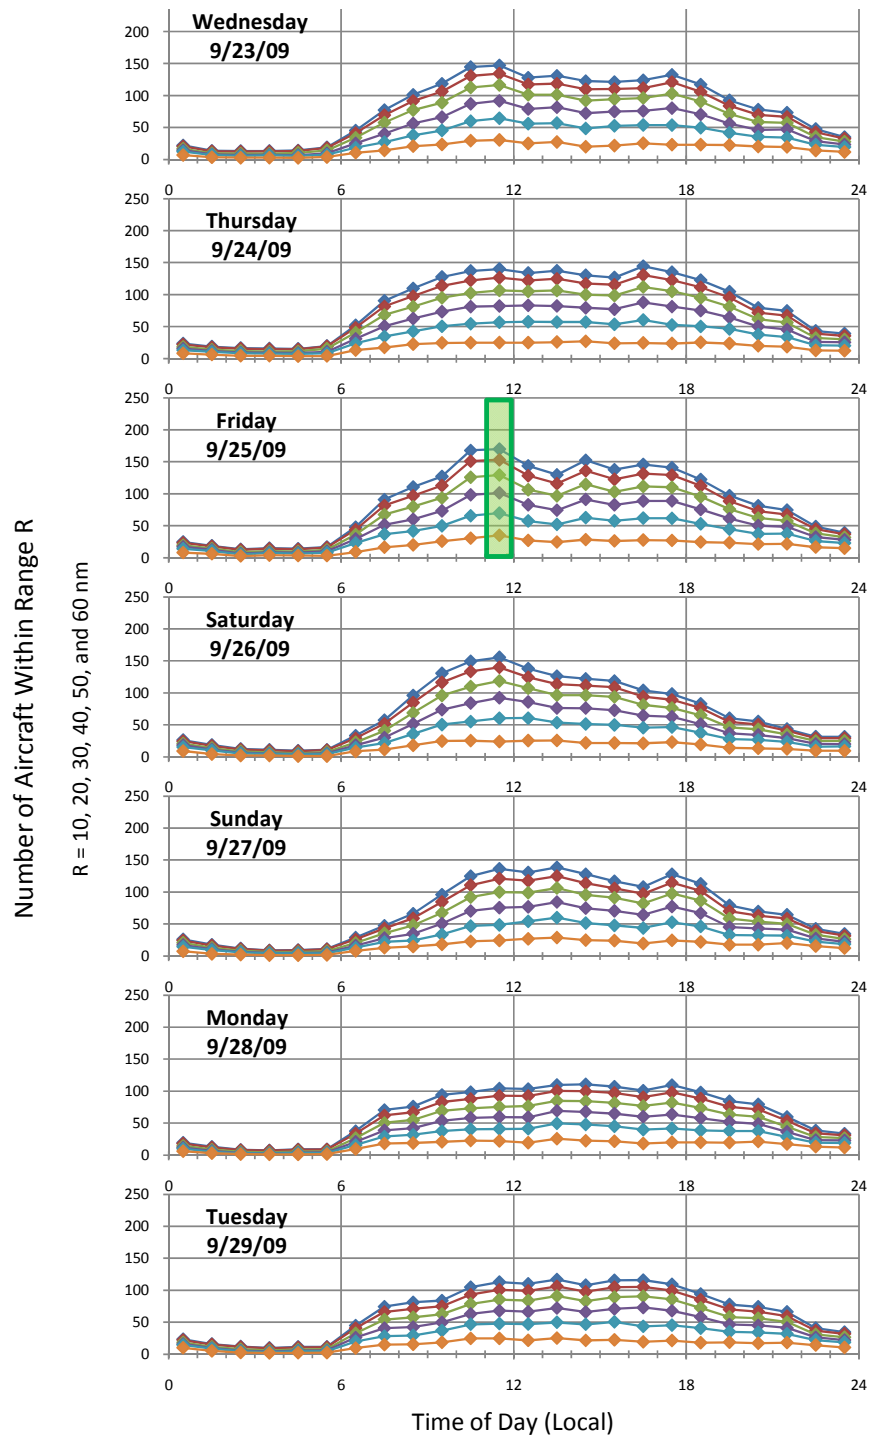 Number of Aircraft Within Range R
R = 10, 20, 30, 40, 50, and 60 nm
Wednesday
9/23/09
200
150
100
50
0
0 6 12 18 24
Thursday
9/24/09
250
200
150
100
50
0
0 6 12 18 24
Friday
9/25/09
250
200
150
100
50
0
0 6 12 18 24
Saturday
9/26/09
250
200
150
100
50
0
0 6 12 18 24
Sunday
9/27/09
250
200
150
100
50
0
0 6 12 18 24
Monday
9/28/09
250
200
150
100
50
0
0 6 12 18 24
Tuesday
9/29/09
250
200
150
100
50
0
0 6 12 18 24
Time of Day (Local)